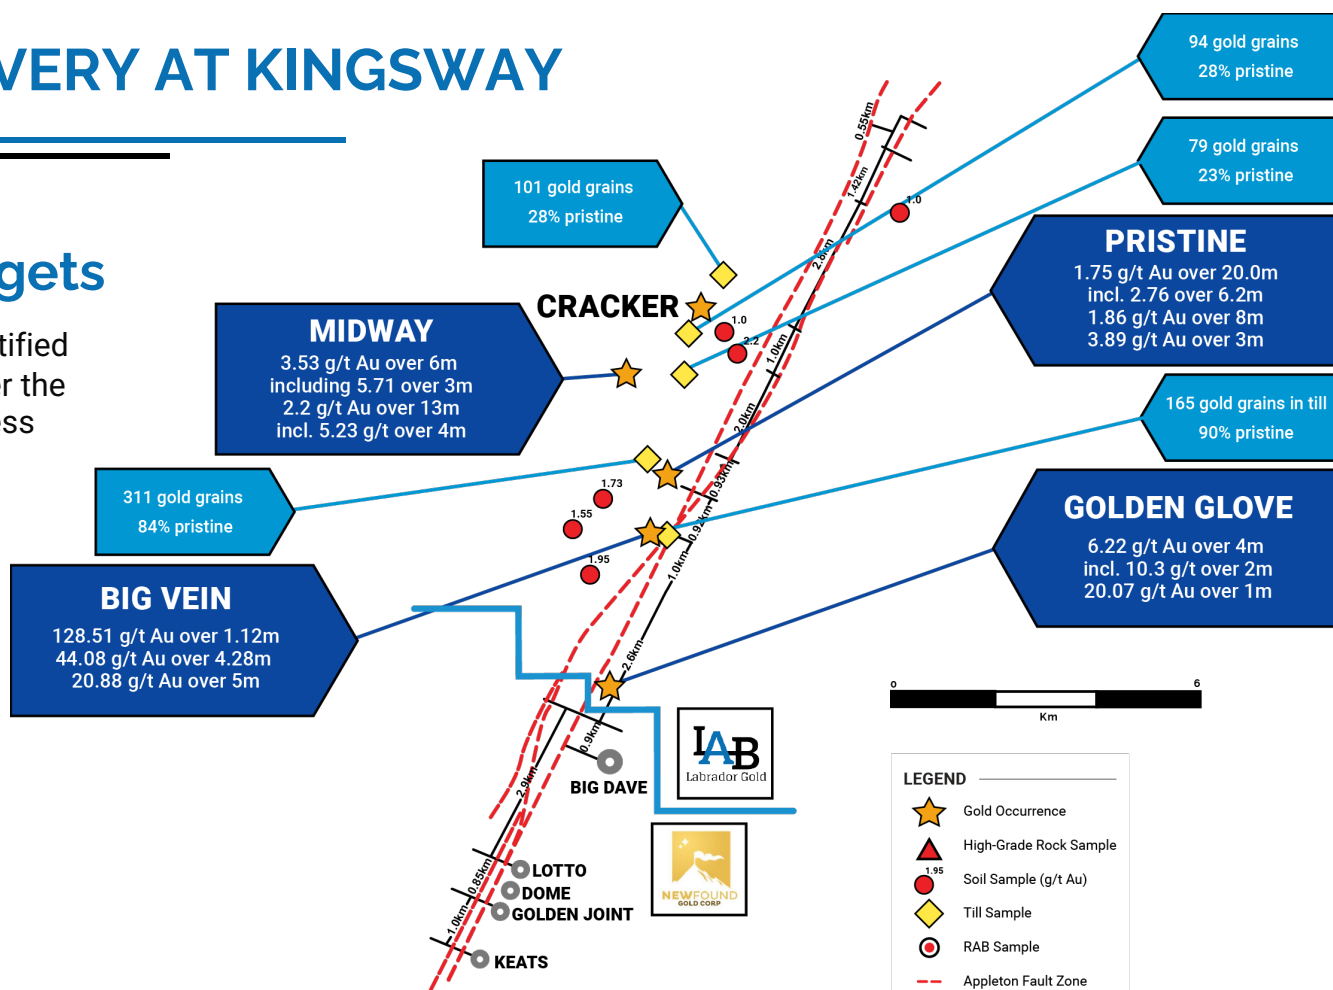 VERY AT KINGSWAY
gets
tified
er the
ess
94 gold grains
28% pristine
79 gold grains
23% pristine
101 gold grains
28% pristine
PRISTINE
1.75 g/t Au over 20.0m
incl. 2.76 over 6.2m
1.86 g/t Au over 8m
3.89 g/t Au over 3m
CRACKER
MIDWAY
3.53 g/t Au over 6m
including 5.71 over 3m
2.2 g/t Au over 13m
incl. 5.23 g/t over 4m
165 gold grains in till
90% pristine
311 gold grains
84% pristine
GOLDEN GLOVE
6.22 g/t Au over 4m
incl. 10.3 g/t over 2m
20.07 g/t Au over 1m
BIG VEIN
128.51 g/t Au over 1.12m
44.08 g/t Au over 4.28m
20.88 g/t Au over 5m
0.55km
1.42km
1.0
2.8km
1.0
2.2
1.0km
2.0km
0.93km
1.73
1.55
0.92km
1.95
1.0km
2.6km
0.9km
2.9km
0.85km
1.0km
BIG DAVE
LOTTO
DOME
GOLDEN JOINT
KEATS
LAB
Labrador Gold
NEWFOUND
GOLD CORP
0 6
Km
LEGEND
Gold Occurrence
High-Grade Rock Sample
1.95
Soil Sample (g/t Au)
Till Sample
RAB Sample
Appleton Fault Zone